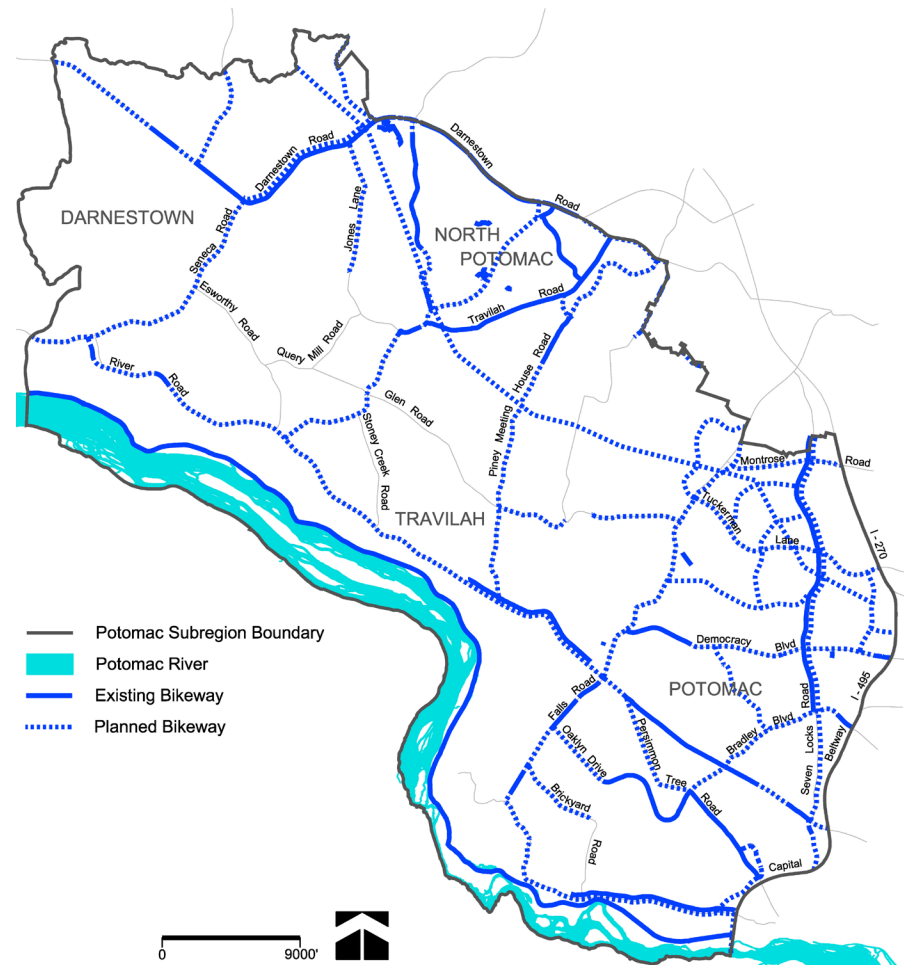 Darnestown
Road
Darnestown
Road
DARNESTOWN
Seneca Road
Jones Lane
NORTH
POTOMAC
Esworthy
Road
Travilah Road
Query Mill Road
River
Road
House Road
Piney Meeting
Glen Road
Stoney Creek
Road
Montrose Road
Tuckerman
Lane
TRAVILAH
I - 270
Potomac Subregion Boundary
Potomac River
Existing Bikeway
Planned Bikeway
Democracy
Blvd
POTOMAC
I - 495
Beltway
Falls Road
Oaklyn Drive
Persimmon
Tree
Road
Bradley Blvd
Seven Locks
Road
Brickyard
Road
Capital
0 9000'